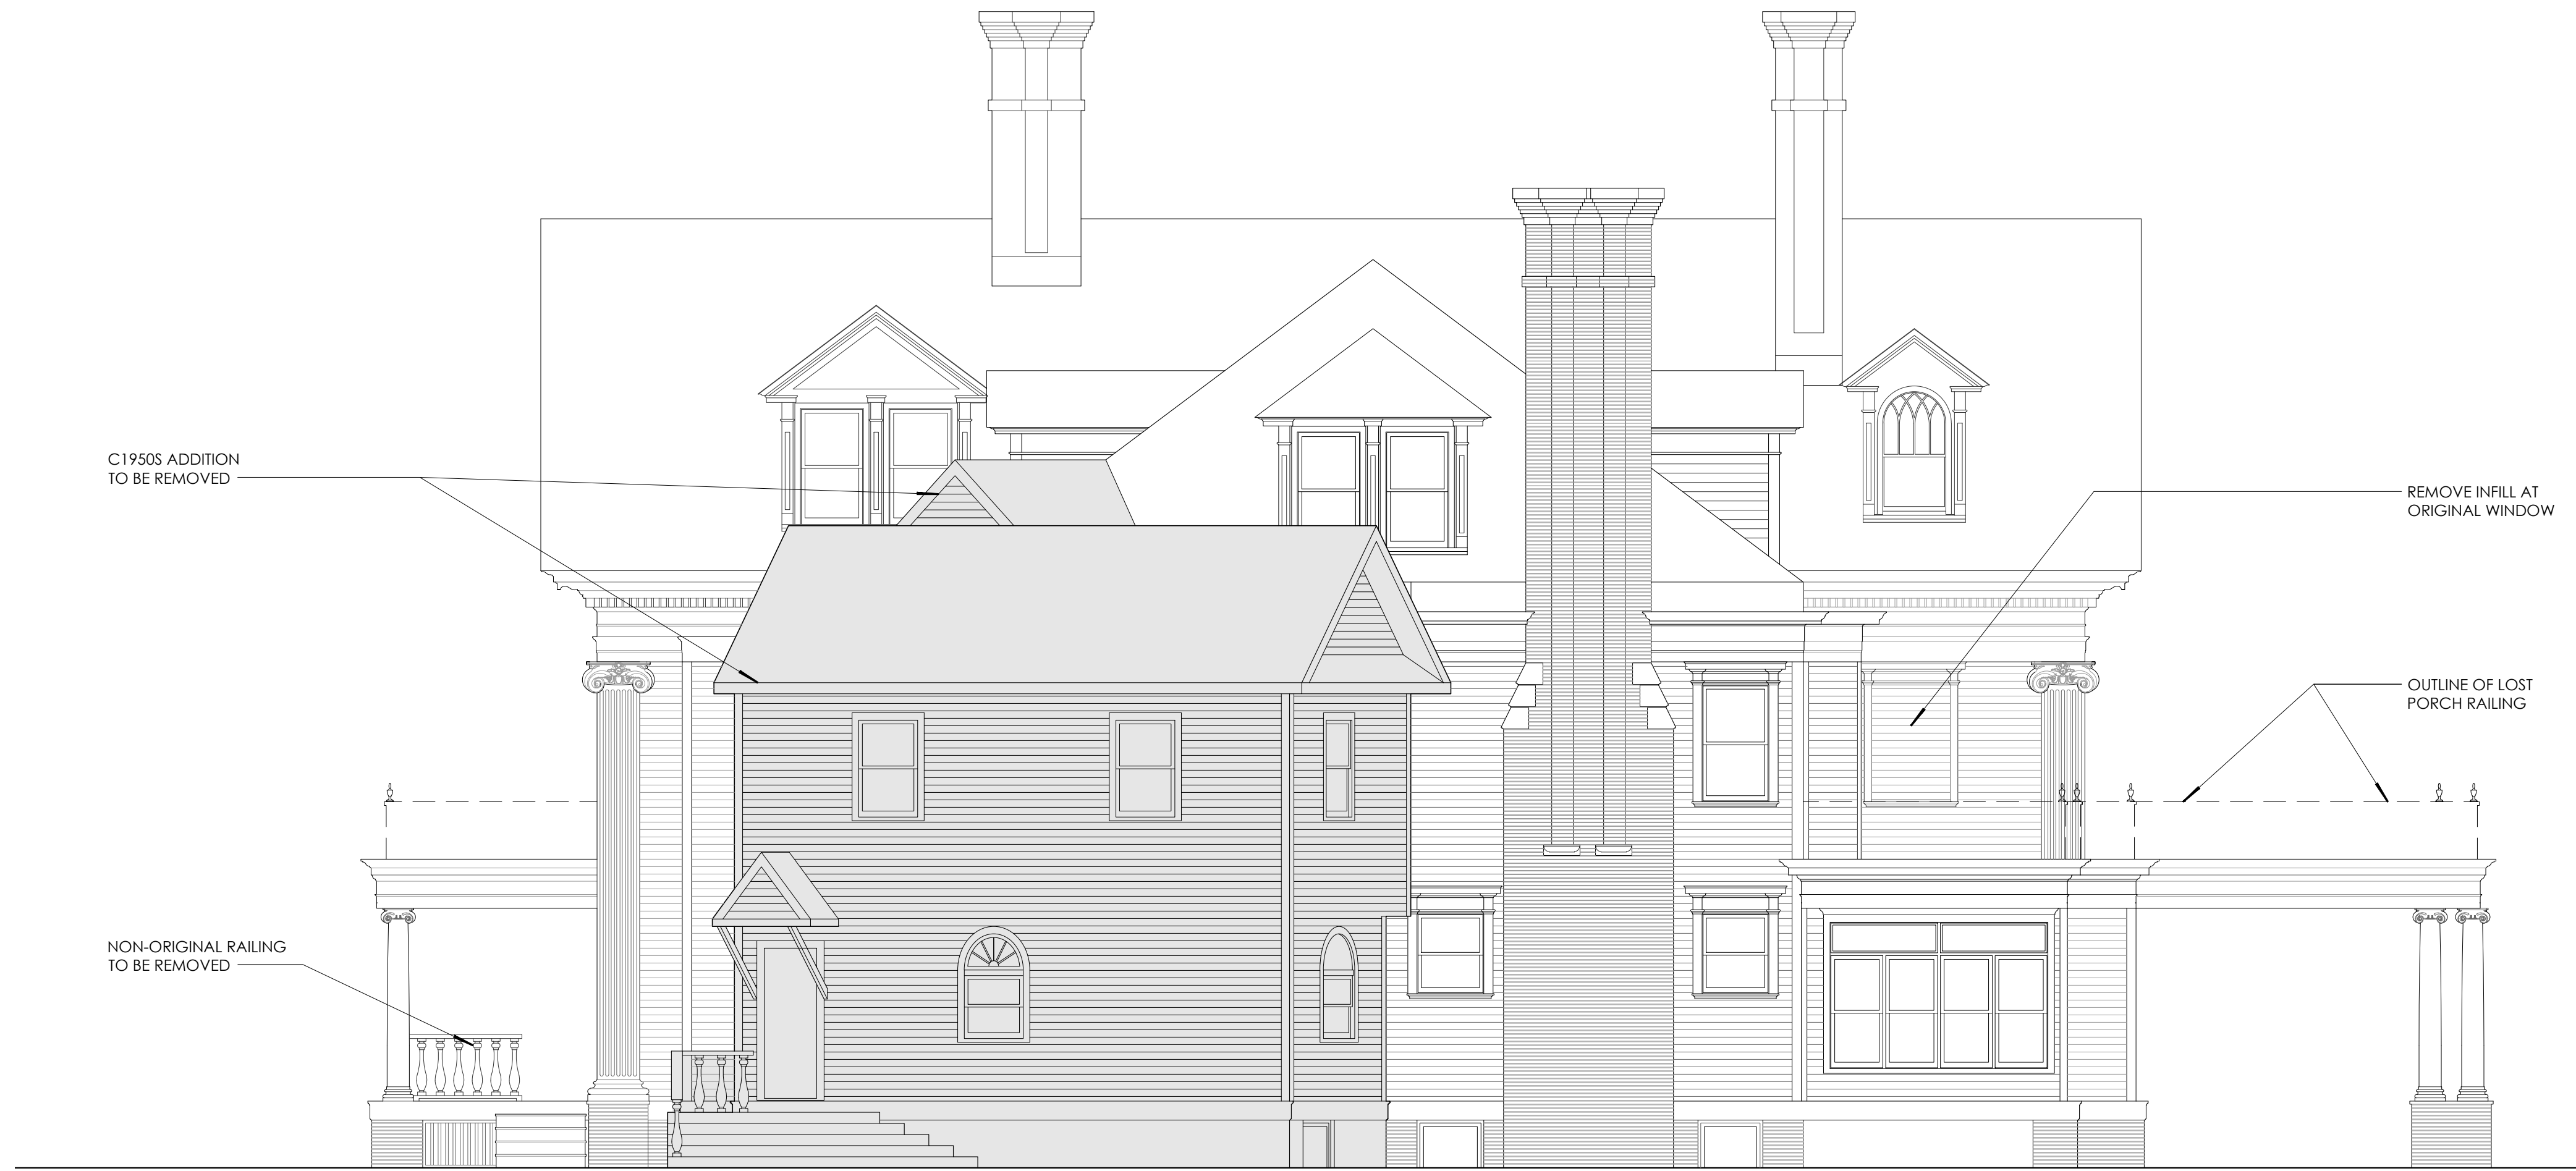 C1950S ADDITION
TO BE REMOVED
REMOVE INFILL AT
ORIGINAL WINDOW
OUTLINE OF LOST
PORCH RAILING
NON-ORIGINAL RAILING
TO BE REMOVED